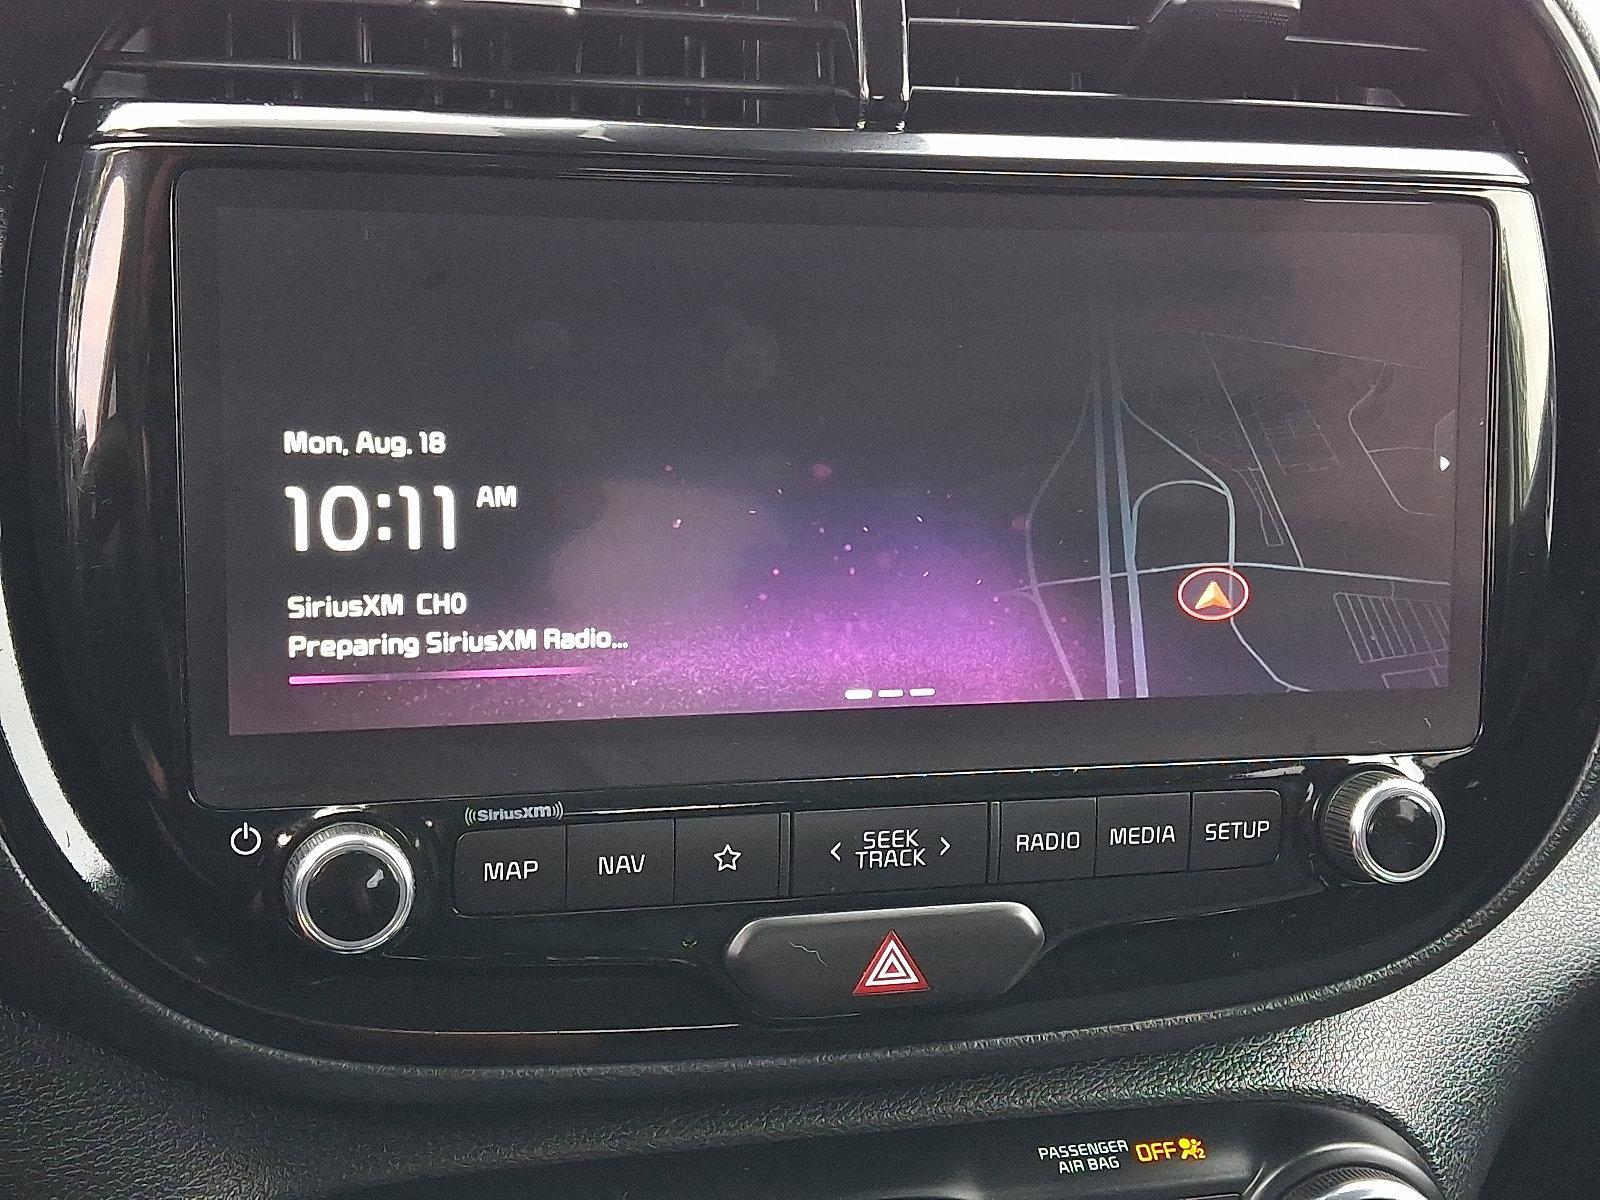 Mon, Aug. 18
10:11 AM
SiriusXM CH0
Preparing SiriusXM Radio...
((SiriusXM))
MAP
NAV
SEEK
TRACK
RADIO
MEDIA
SETUP
PASSENGER
AIR BAG
OFF
2